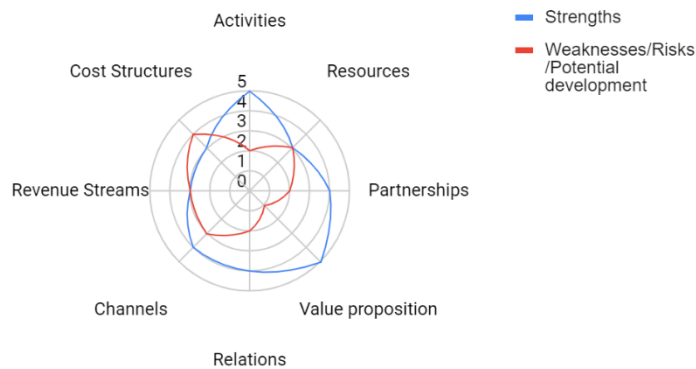 Activities
Strengths
Weaknesses/Risks
/Potential
development
Cost Structures
Resources
5
4
3
2
1
0
Revenue Streams
Partnerships
Channels
Value proposition
Relations